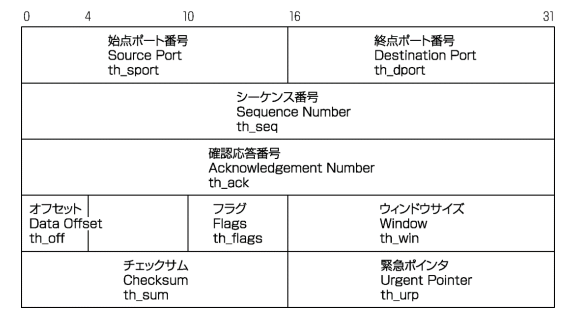 0 4 10 16 31
始点ポート番号
Source Port
th_sport
終点ポート番号
Destination Port
th_dport
シーケンス番号
Sequence Number
th_seq
確認応答番号
Acknowledgement Number
th_ack
オフセット
Data Offset
th_off
フラグ
Flags
th_flags
ウィンドウサイズ
Window
th_win
チェックサム
Checksum
th_sum
緊急ポインタ
Urgent Pointer
th_urp